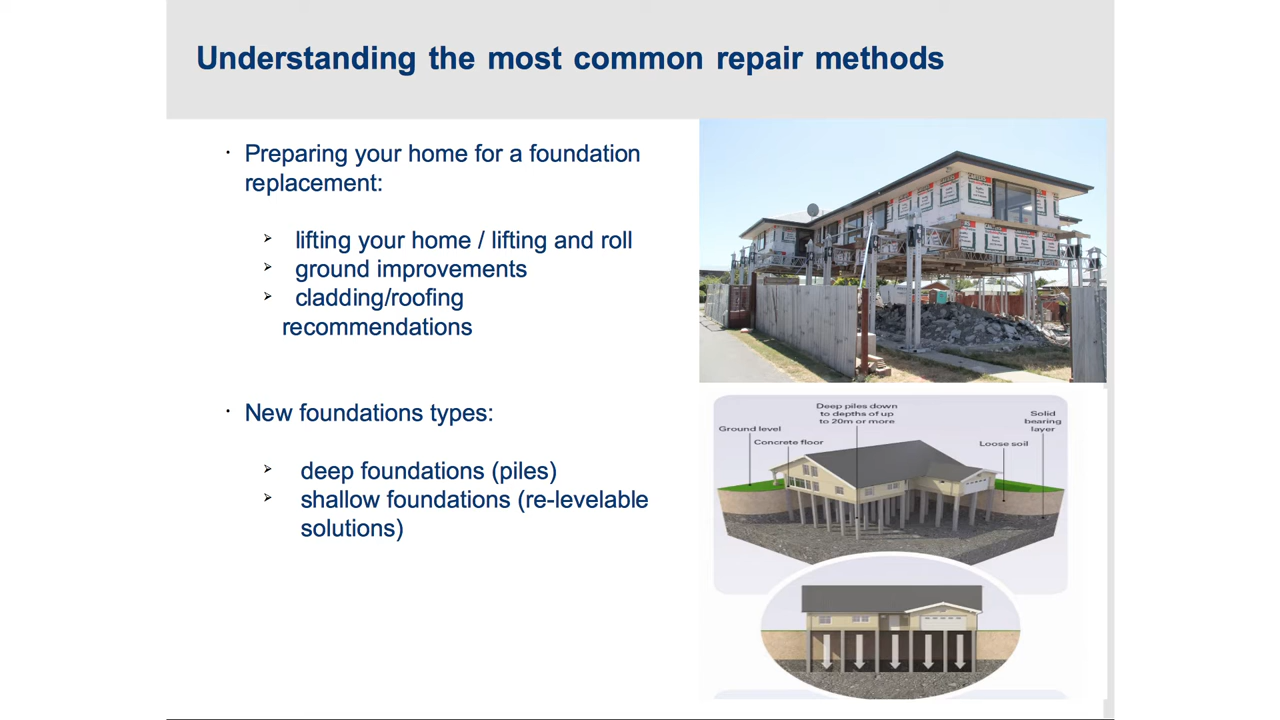 Understanding the most common repair methods
· Preparing your home for a foundation
replacement:
➢ lifting your home / lifting and roll
➢ ground improvements
➢ cladding/roofing
recommendations
· New foundations types:
➢ deep foundations (piles)
➢ shallow foundations (re-levelable
solutions)
Deep piles down
to depths of up
to 20m or more
Ground level
Concrete floor
Solid
bearing
layer
Loose soil